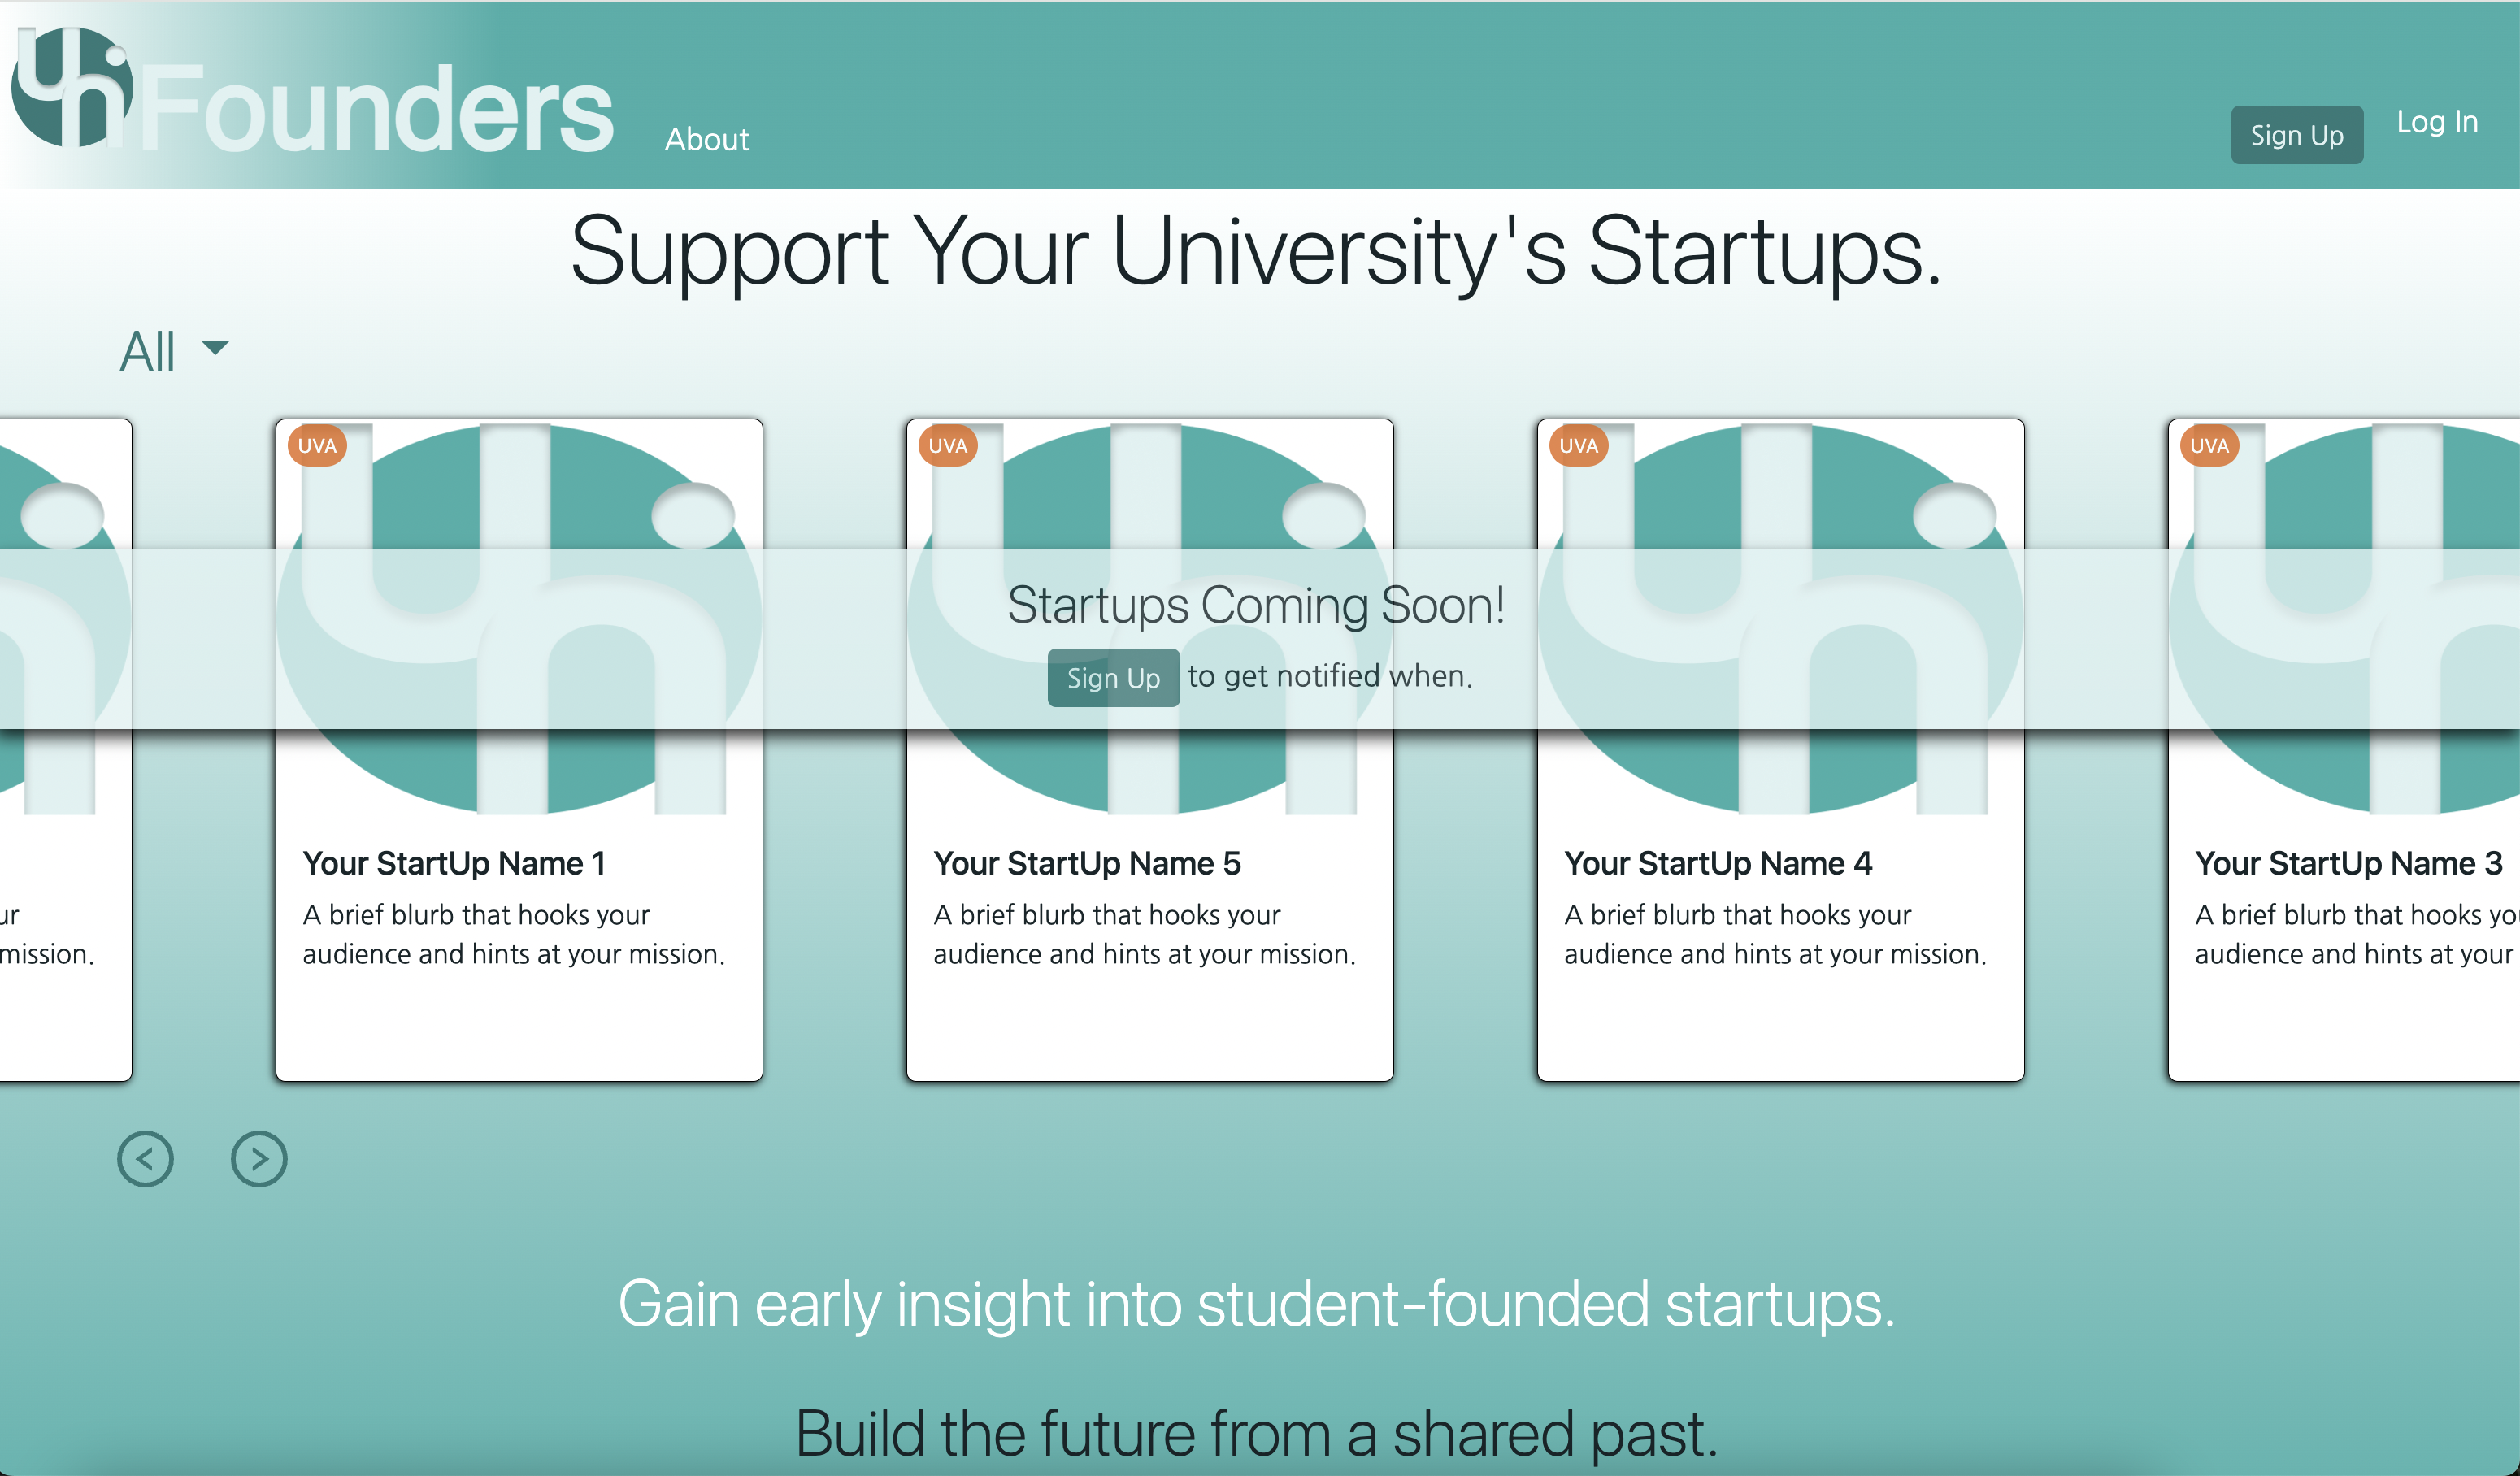 Uni Founders
About
Sign Up
Log In
Support Your University's Startups.
All
UVA
UVA
UVA
UVA
Startups Coming Soon!
Sign Up to get notified when.
Your StartUp Name 1
Your StartUp Name 5
Your StartUp Name 4
Your StartUp Name 3
ur
mission.
A brief blurb that hooks your
audience and hints at your mission.
A brief blurb that hooks your
audience and hints at your mission.
A brief blurb that hooks your
audience and hints at your mission.
A brief blurb that hooks yo
audience and hints at your
< >
Gain early insight into student-founded startups.
Build the future from a shared past.